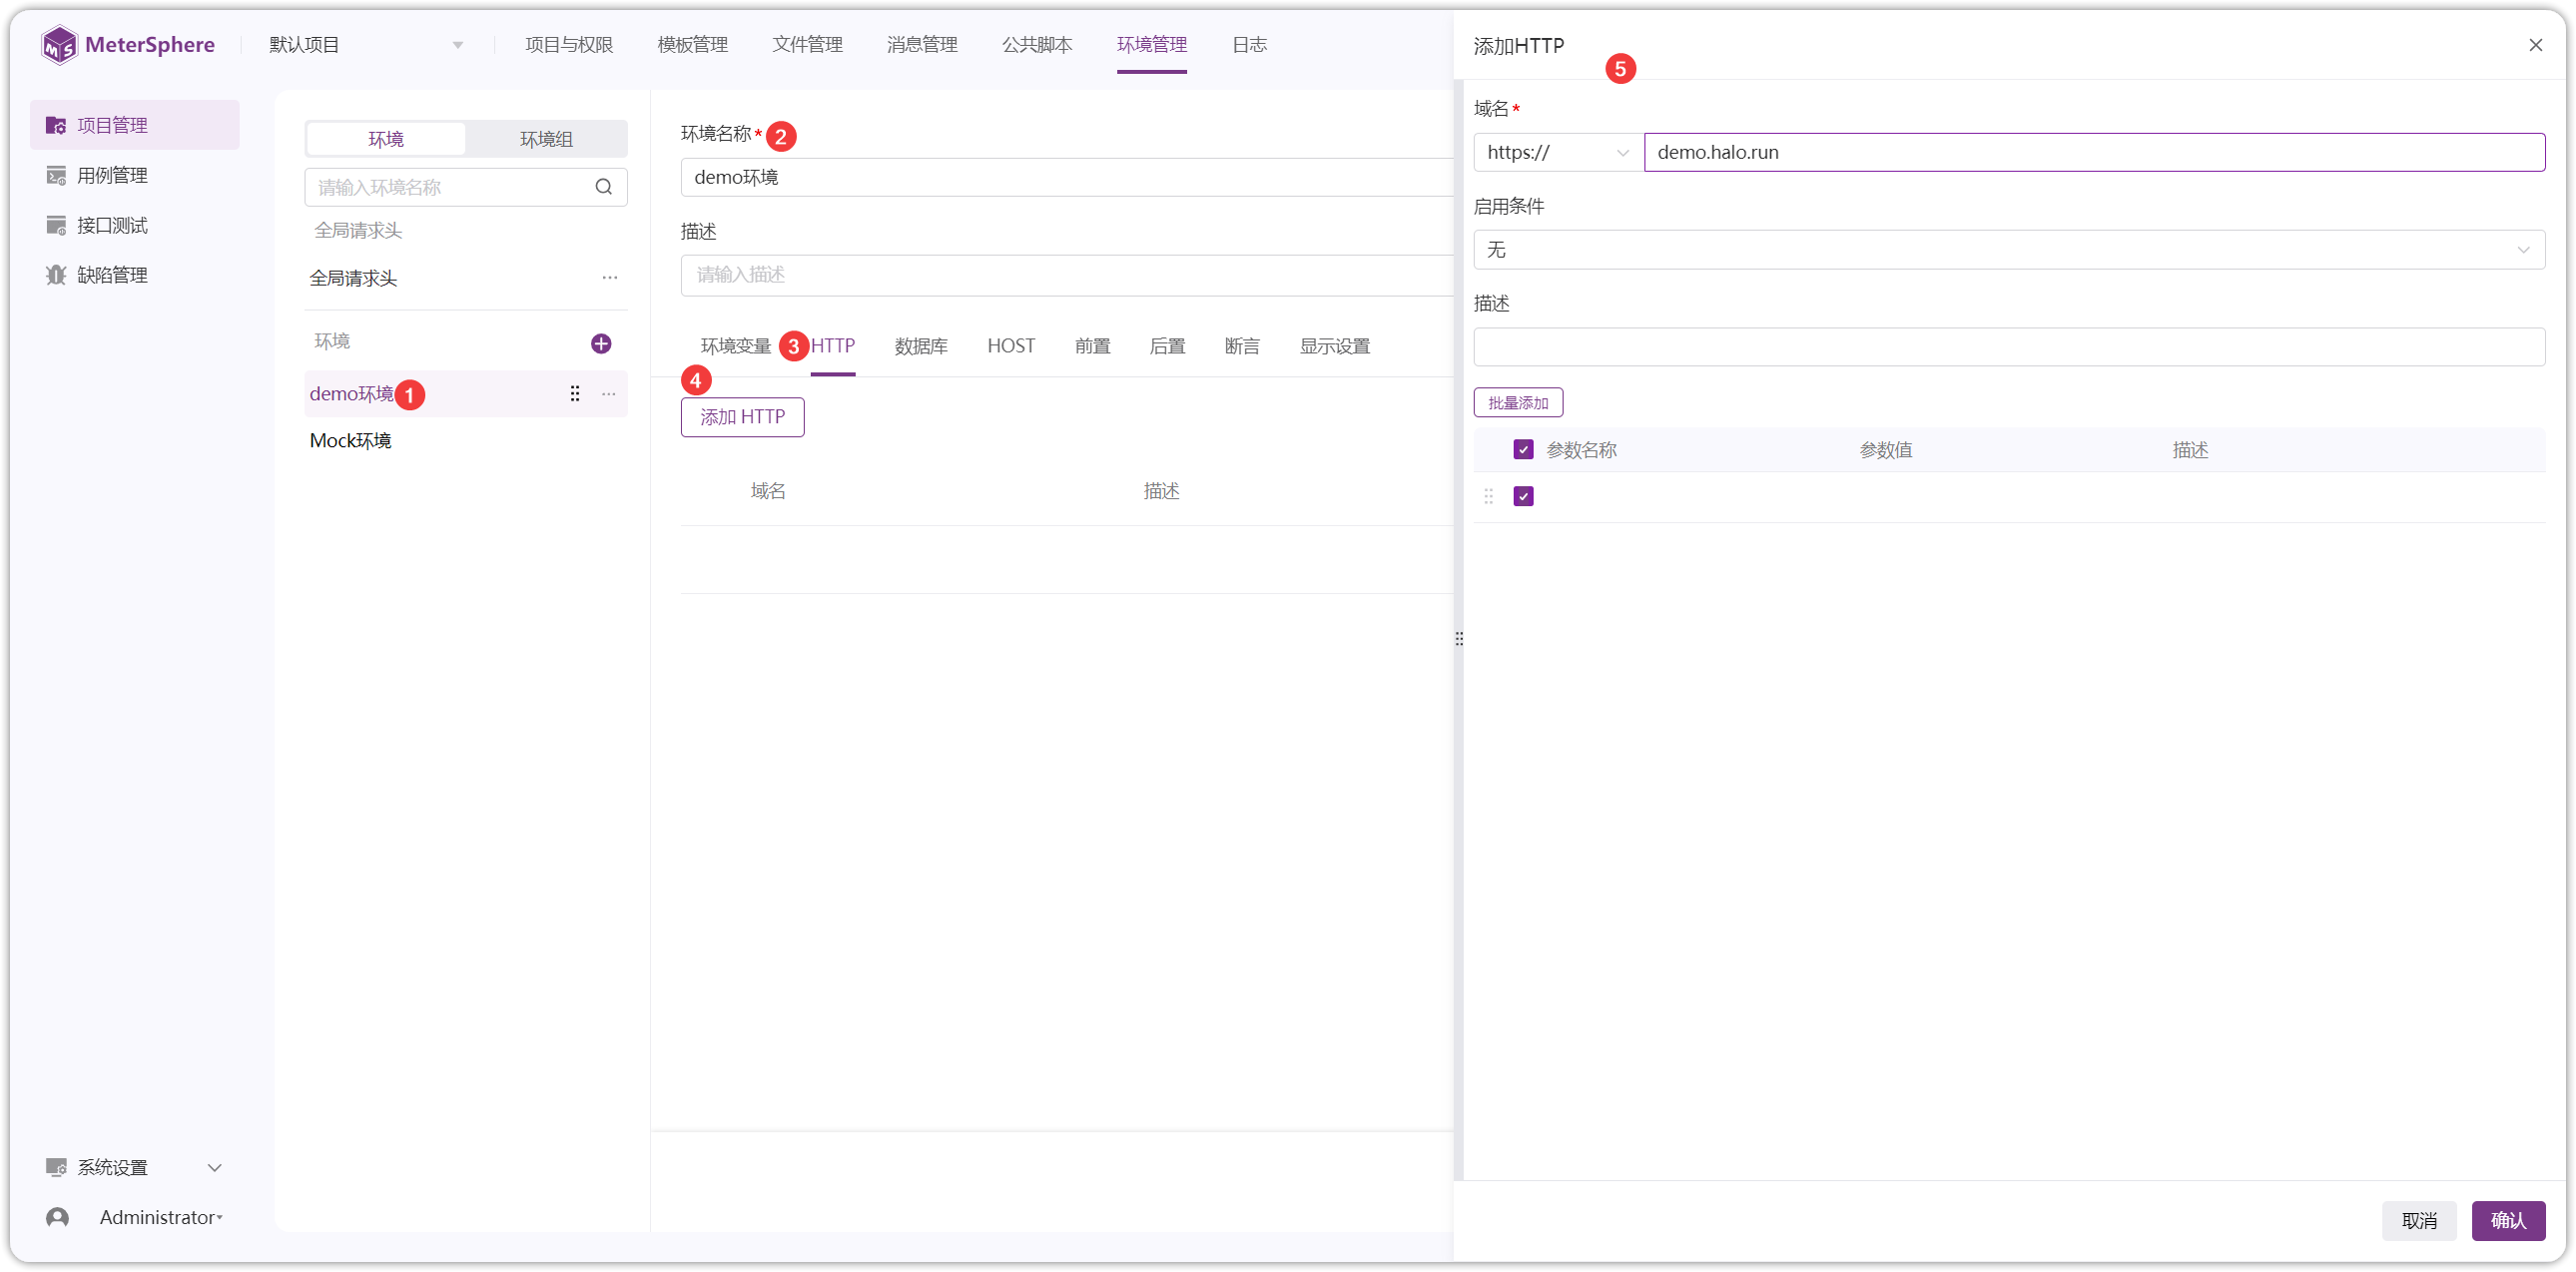 MeterSphere
默认项目
项目与权限
模板管理
文件管理
消息管理
公共脚本
环境管理
日志
项目管理
用例管理
接口测试
缺陷管理
系统设置
Administrator
环境
环境组
请输入环境名称
全局请求头
全局请求头
环境
demo环境
1
Mock环境
环境名称*
2
demo环境
描述
请输入描述
环境变量
3
HTTP
数据库
HOST
前置
后置
断言
显示设置
4
添加 HTTP
域名
描述
添加HTTP
5
域名*
https://
demo.halo.run
启用条件
无
描述
批量添加
参数名称
参数值
描述
取消
确认